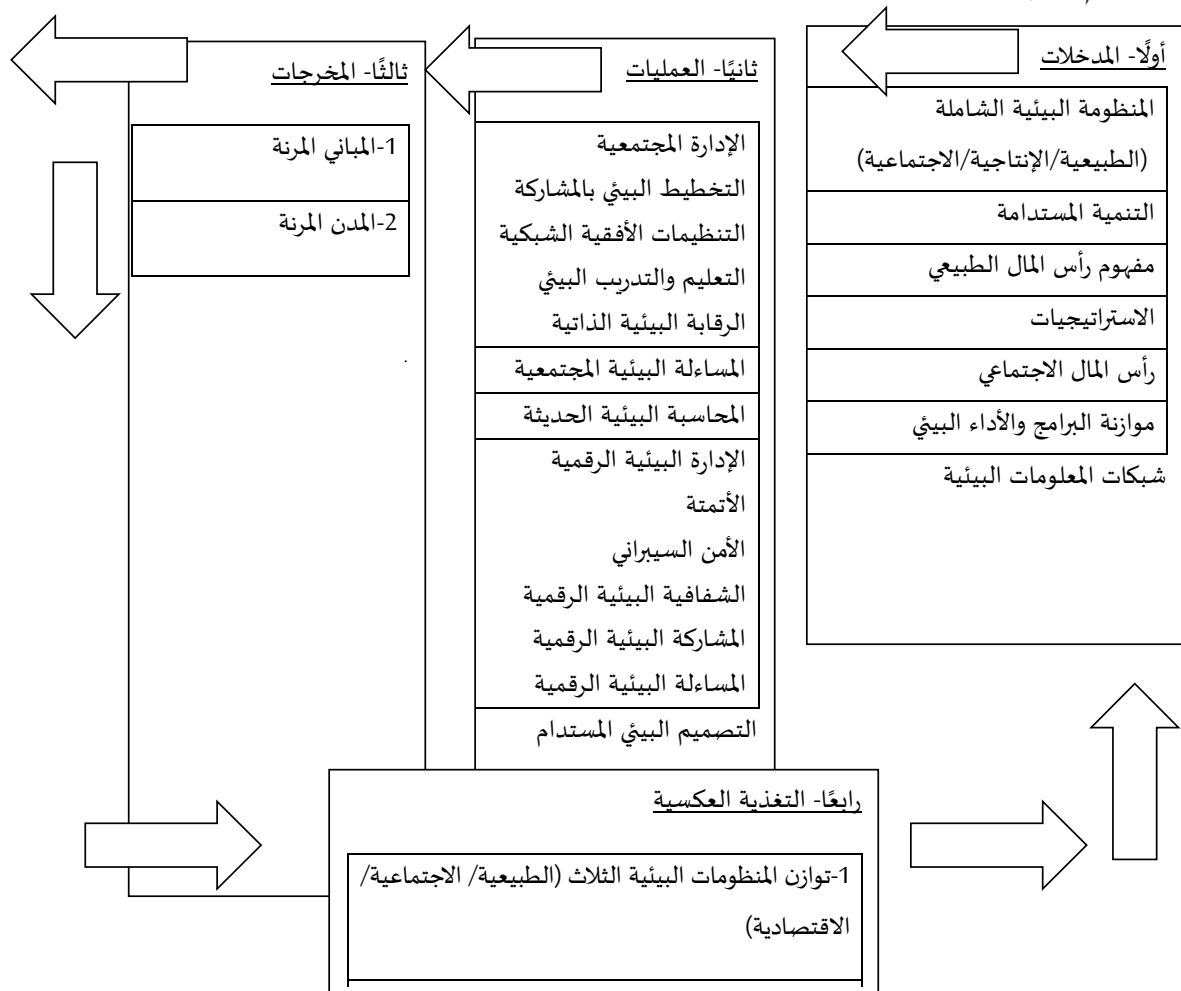 أولًا- المدخلات
المنظومة البيئية الشاملة
(الطبيعية/الإنتاجية/الاجتماعية)
التنمية المستدامة
مفهوم رأس المال الطبيعي
الاستراتيجيات
رأس المال الاجتماعي
موازنة البرامج والأداء البيئي
شبكات المعلومات البيئية
ثانيًا- العمليات
الإدارة المجتمعية
التخطيط البيئي بالمشاركة
التنظيمات الأفقية الشبكية
التعليم والتدريب البيئي
الرقابة البيئية الذاتية
المساءلة البيئية المجتمعية
المحاسبة البيئية الحديثة
الإدارة البيئية الرقمية
الأتمتة
الأمن السيبراني
الشفافية البيئية الرقمية
المشاركة البيئية الرقمية
المساءلة البيئية الرقمية
التصميم البيئي المستدام
ثالثًا- المخرجات
1-المباني المرنة
2-المدن المرنة
.
رابعًا- التغذية العكسية
1-توازن المنظومات البيئية الثلاث (الطبيعية/ الاجتماعية/
الاقتصادية)